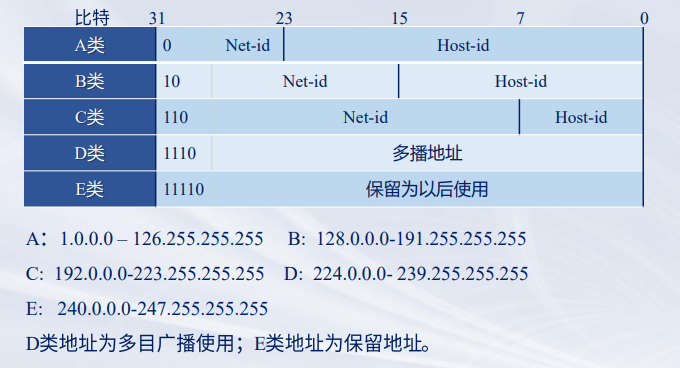 比特 31 23 15 7 0
A类 0 Net-id Host-id
B类 10 Net-id Host-id
C类 110 Net-id Host-id
D类 1110 多播地址
E类 11110 保留为以后使用
A：1.0.0.0 – 126.255.255.255 B: 128.0.0.0-191.255.255.255
C: 192.0.0.0-223.255.255.255 D: 224.0.0.0- 239.255.255.255
E: 240.0.0.0-247.255.255.255
D类地址为多目广播使用；E类地址为保留地址。